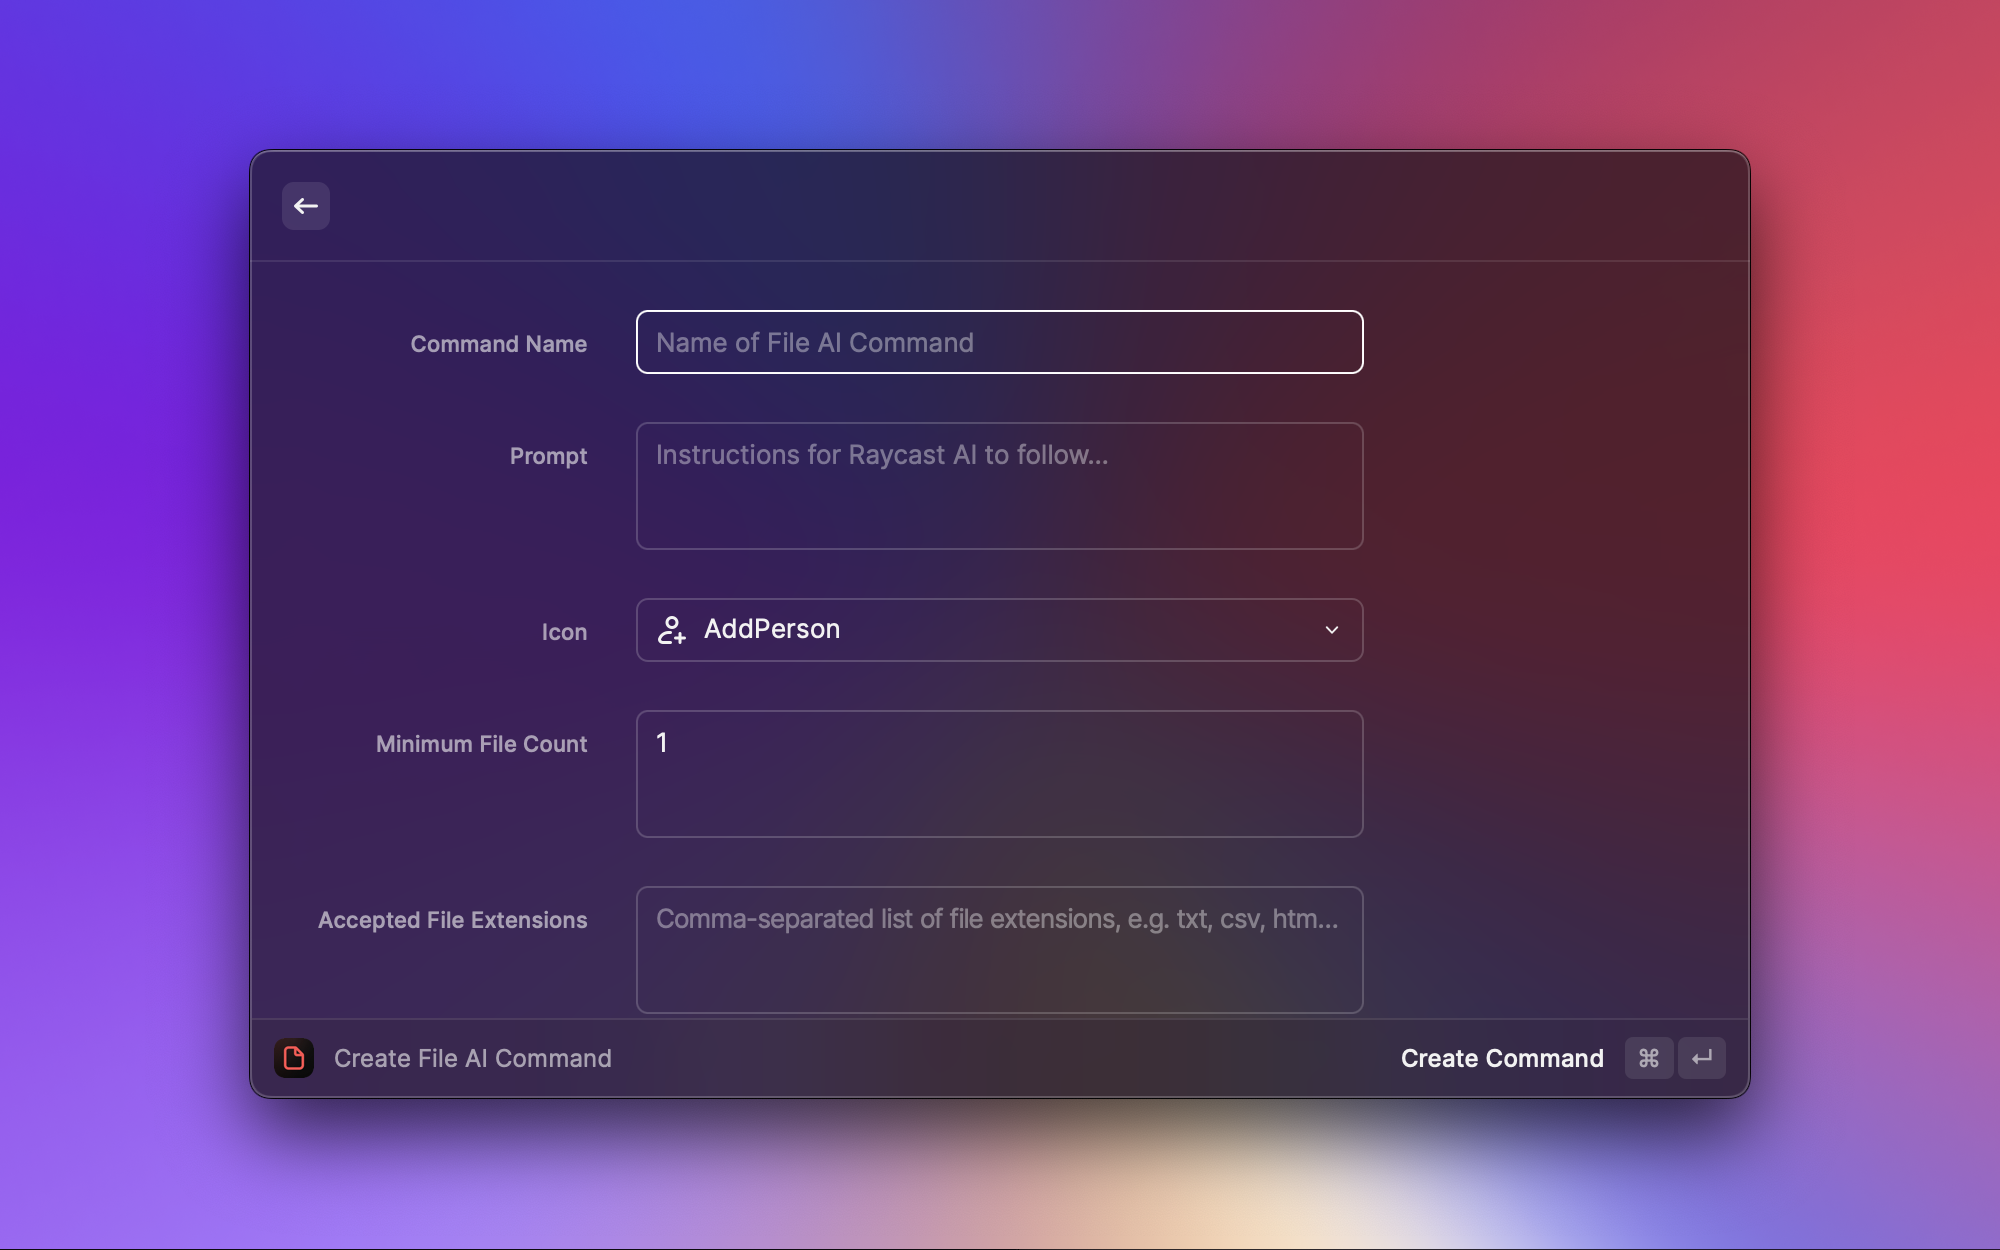 Command Name
Name of File AI Command
Prompt
Instructions for Raycast AI to follow...
Icon
AddPerson
Minimum File Count
1
Accepted File Extensions
Comma-separated list of file extensions, e.g. txt, csv, htm...
Create File AI Command
Create Command ⌘ ↵